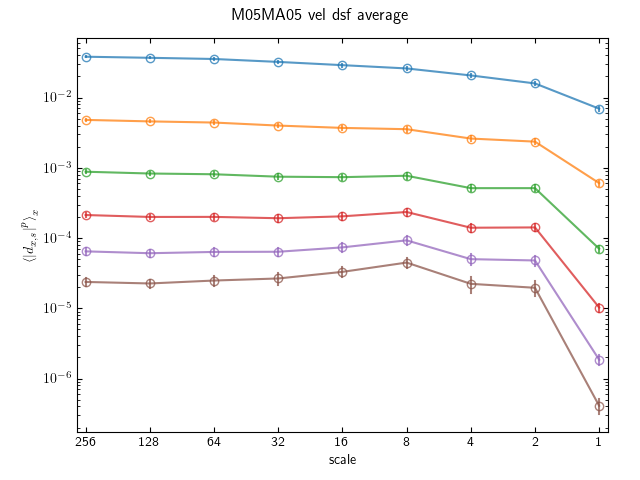 M05MA05 vel dsf average
⟨|d_{x,s}|^p⟩_x
10^{-2}
10^{-3}
10^{-4}
10^{-5}
10^{-6}
256 128 64 32 16 8 4 2 1
scale